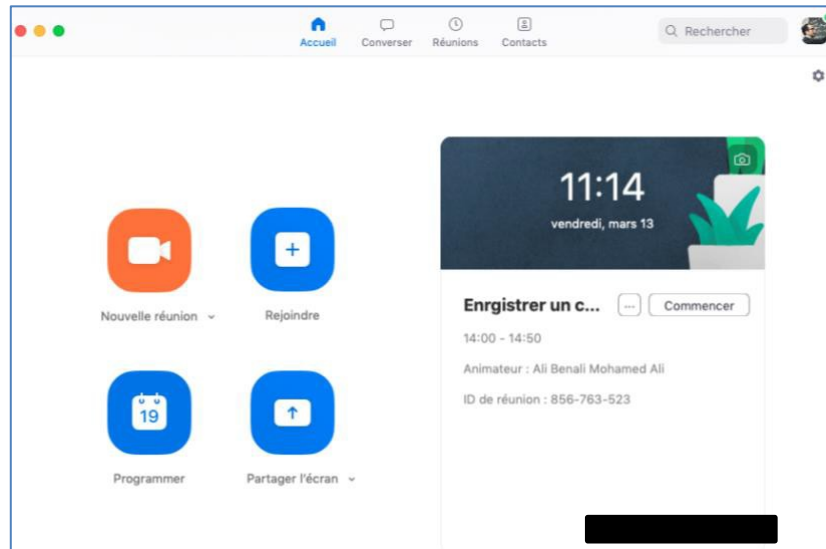 Accueil
Converser
Réunions
Contacts
Rechercher
11:14
vendredi, mars 13
Nouvelle réunion
Rejoindre
Enrgistrer un c...
...
Commencer
14:00 - 14:50
Animateur : Ali Benali Mohamed Ali
ID de réunion : 856-763-523
19
Programmer
Partager l'écran